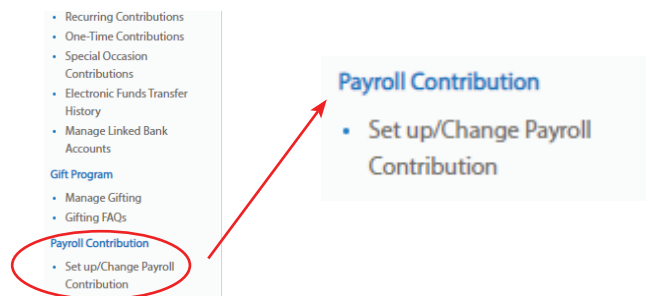 Recurring Contributions
One-Time Contributions
Special Occasion
Contributions
Electronic Funds Transfer
History
Manage Linked Bank
Accounts
Gift Program
Manage Gifting
Gifting FAQs
Payroll Contribution
Set up/Change Payroll
Contribution
Payroll Contribution
Set up/Change Payroll
Contribution